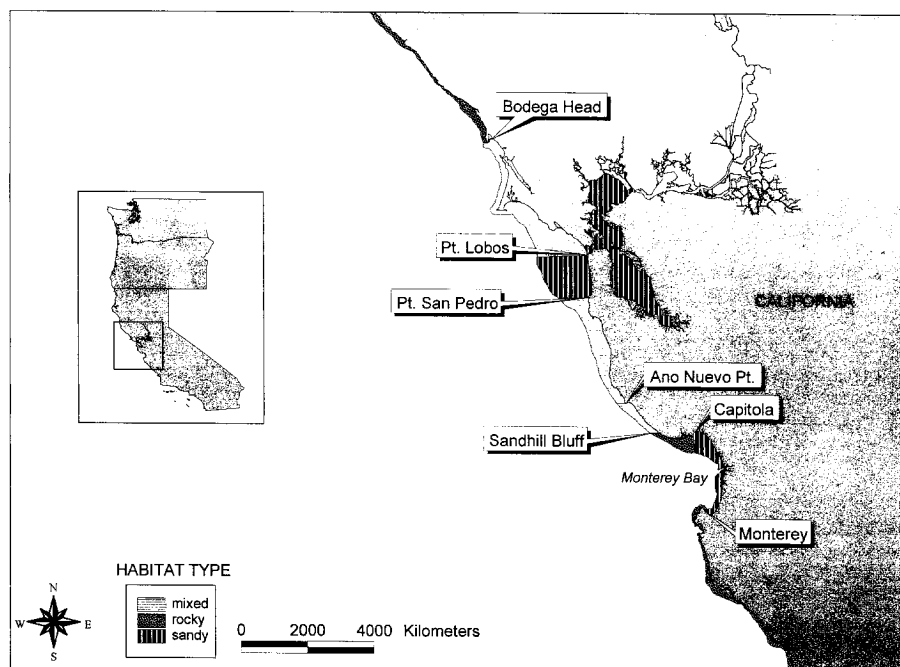 Bodega Head
Pt. Lobos
Pt. San Pedro
CALIFORNIA
Ano Nuevo Pt.
Capitola
Sandhill Bluff
Monterey Bay
Monterey
HABITAT TYPE
mixed
rocky
sandy
N
W E
S
0 2000 4000 Kilometers